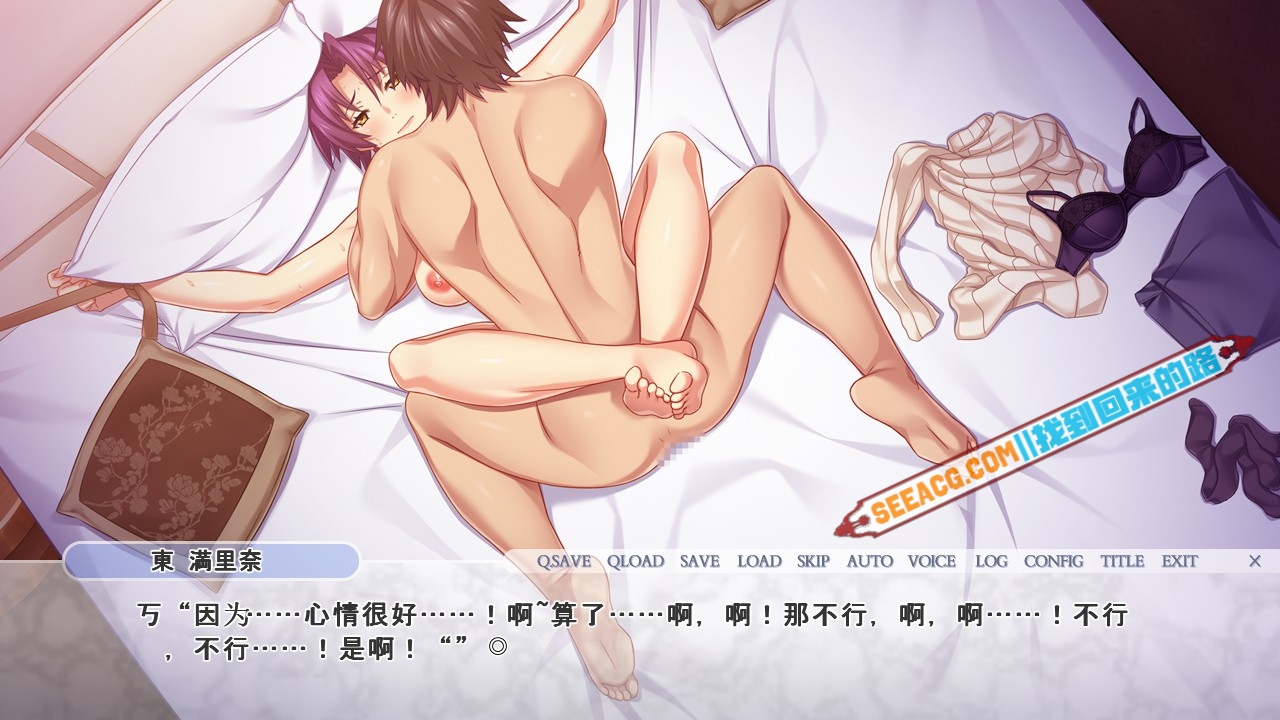 SEEACG.COM||找到回来的路
東 満里奈
QSAVE QLOAD SAVE LOAD SKIP AUTO VOICE LOG CONFIG TITLE EXIT ×
丂“因为……心情很好……！啊~算了……啊，啊！那不行，啊，啊……！不行
，不行……！是啊！“”◎